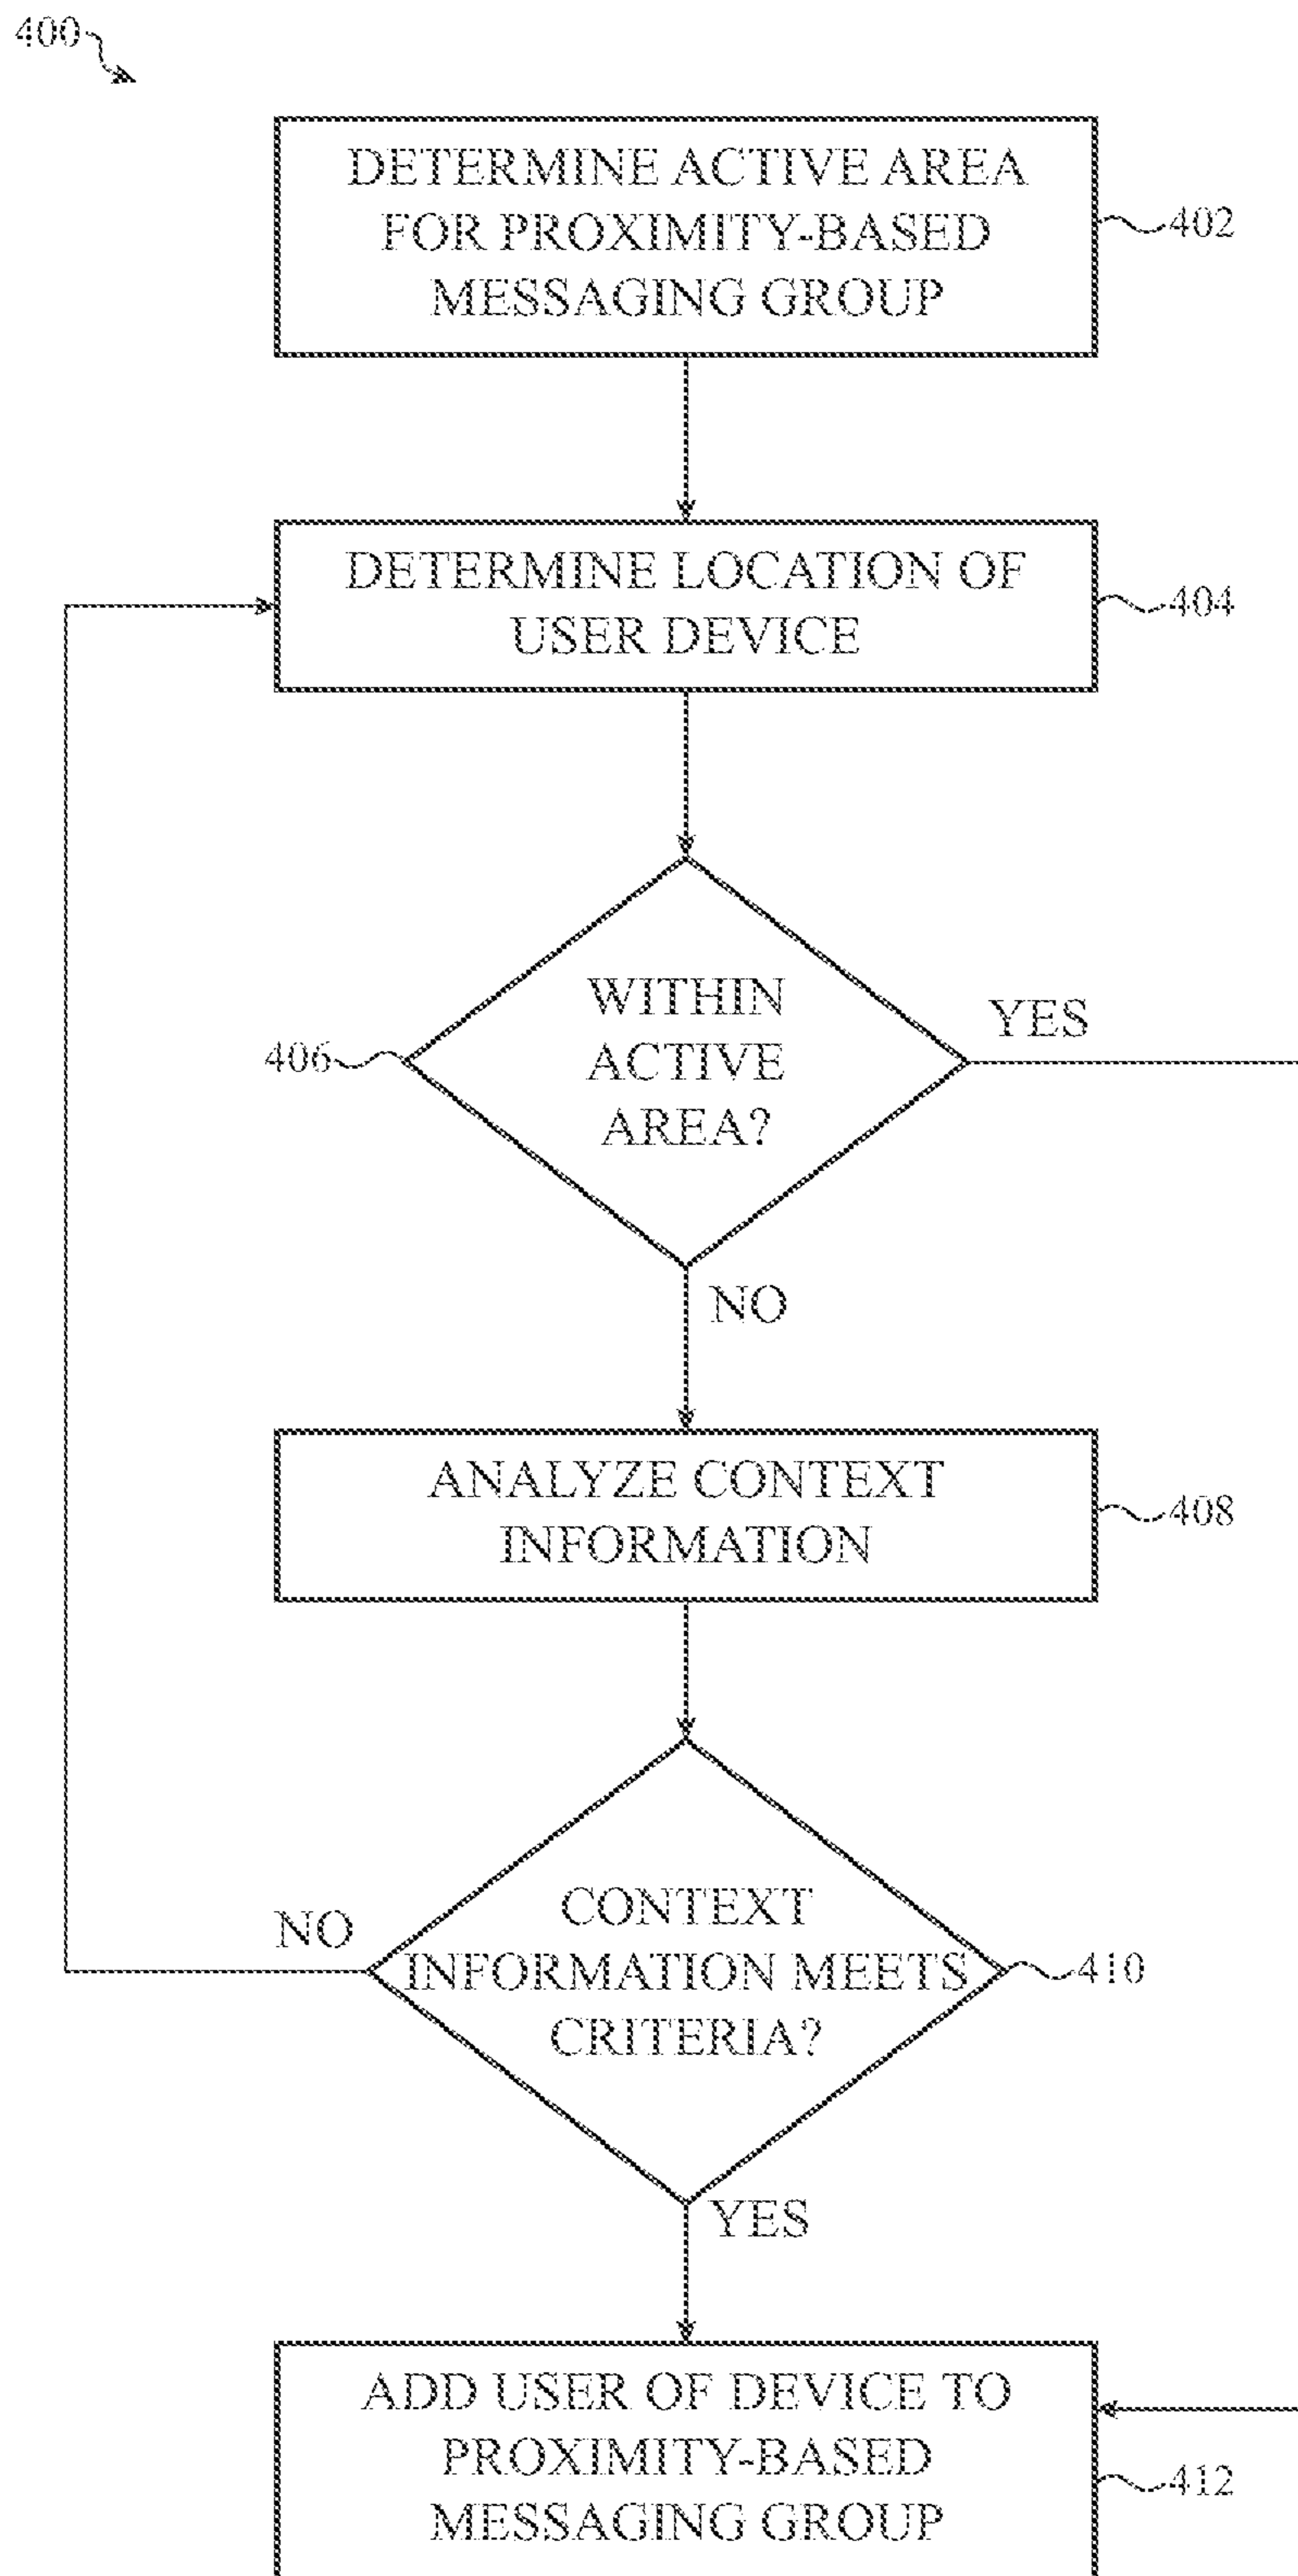 400
DETERMINE ACTIVE AREA
FOR PROXIMITY-BASED
MESSAGING GROUP
402
DETERMINE LOCATION OF
USER DEVICE
404
WITHIN
ACTIVE
AREA?
406
YES
NO
ANALYZE CONTEXT
INFORMATION
408
CONTEXT
INFORMATION MEETS
CRITERIA?
NO
410
YES
ADD USER OF DEVICE TO
PROXIMITY-BASED
MESSAGING GROUP
412